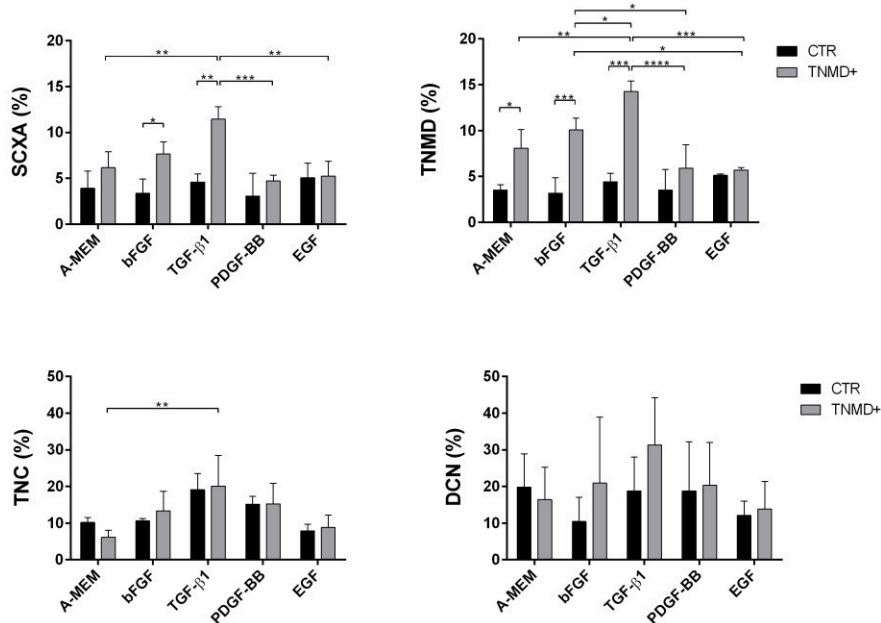 *
*
** **
** ***
*
** ***
*** ****
*
* ***
20
15
10
5
0
SCXA (%)
A-MEM bFGF TGF-β1 PDGF-BB EGF
20
15
10
5
0
TNMD (%)
A-MEM bFGF TGF-β1 PDGF-BB EGF
CTR
TNMD+
**
50
40
30
20
10
0
TNC (%)
A-MEM bFGF TGF-β1 PDGF-BB EGF
50
40
30
20
10
0
DCN (%)
A-MEM bFGF TGF-β1 PDGF-BB EGF
CTR
TNMD+